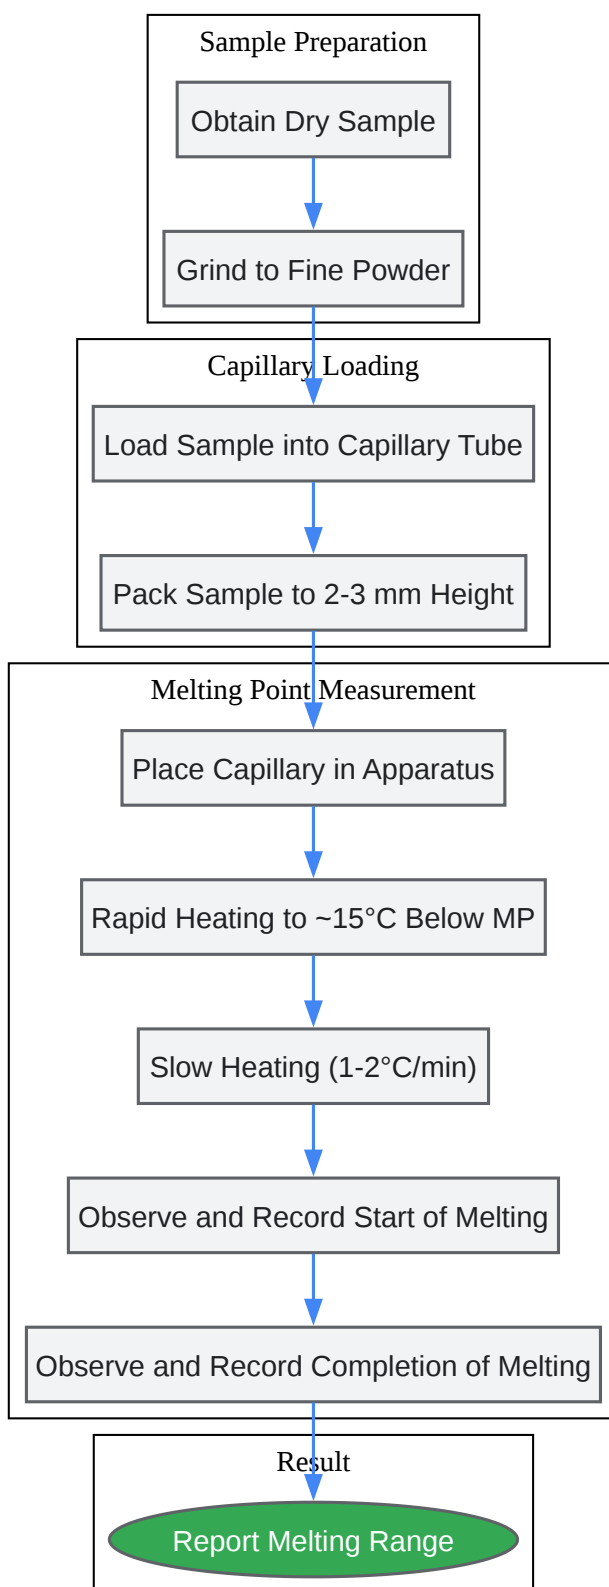 Sample Preparation
Obtain Dry Sample
Grind to Fine Powder
Capillary Loading
Load Sample into Capillary Tube
Pack Sample to 2-3 mm Height
Melting Point Measurement
Place Capillary in Apparatus
Rapid Heating to ~15°C Below MP
Slow Heating (1-2°C/min)
Observe and Record Start of Melting
Observe and Record Completion of Melting
Result
Report Melting Range